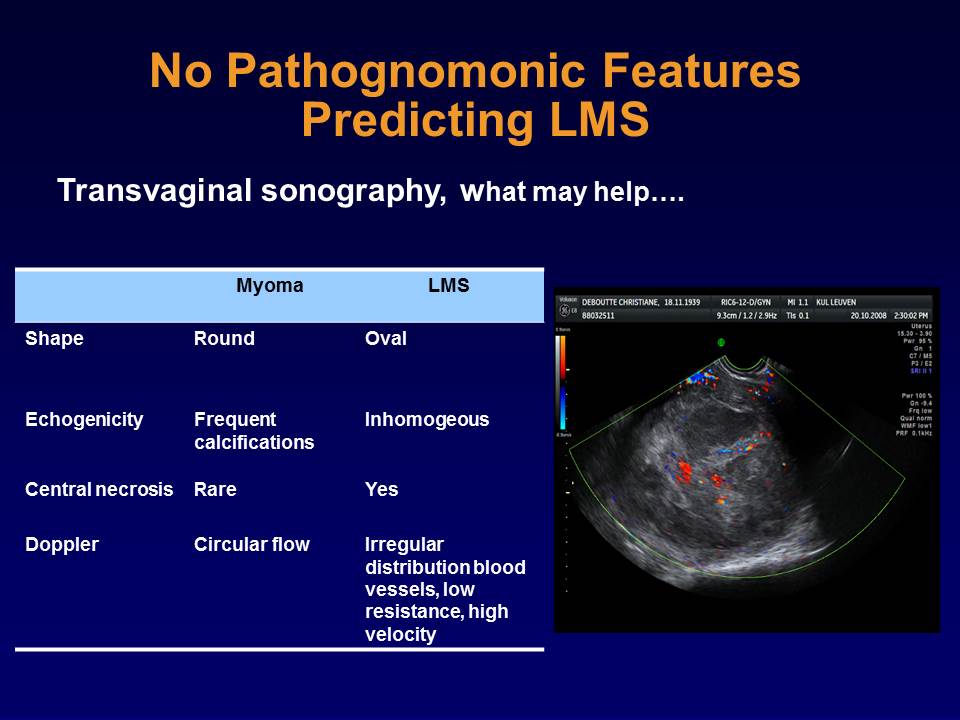 No Pathognomonic Features
Predicting LMS
Transvaginal sonography, what may help….
Myoma LMS
Shape Round Oval
Echogenicity Frequent calcifications Inhomogeous
Central necrosis Rare Yes
Doppler Circular flow Irregular distribution blood vessels, low resistance, high velocity
Voluson
GE E8
DEBOUTTE CHRISTIANE, 18.11.1939 RIC6-12-D/GYN MI 1.1 KUL LEUVEN
88032511 9.3cm / 1.2 / 2.9Hz TIs 0.1 20.10.2008 2:30:02 PM
Uterus
15.30 - 3.90
Pwr 95 %
Gn 1
C7 / M5
P3 / E2
SRI II 1
Pwr 100 %
Gn -0.4
Frq low
Qual norm
WMF low1
PRF 0.1kHz